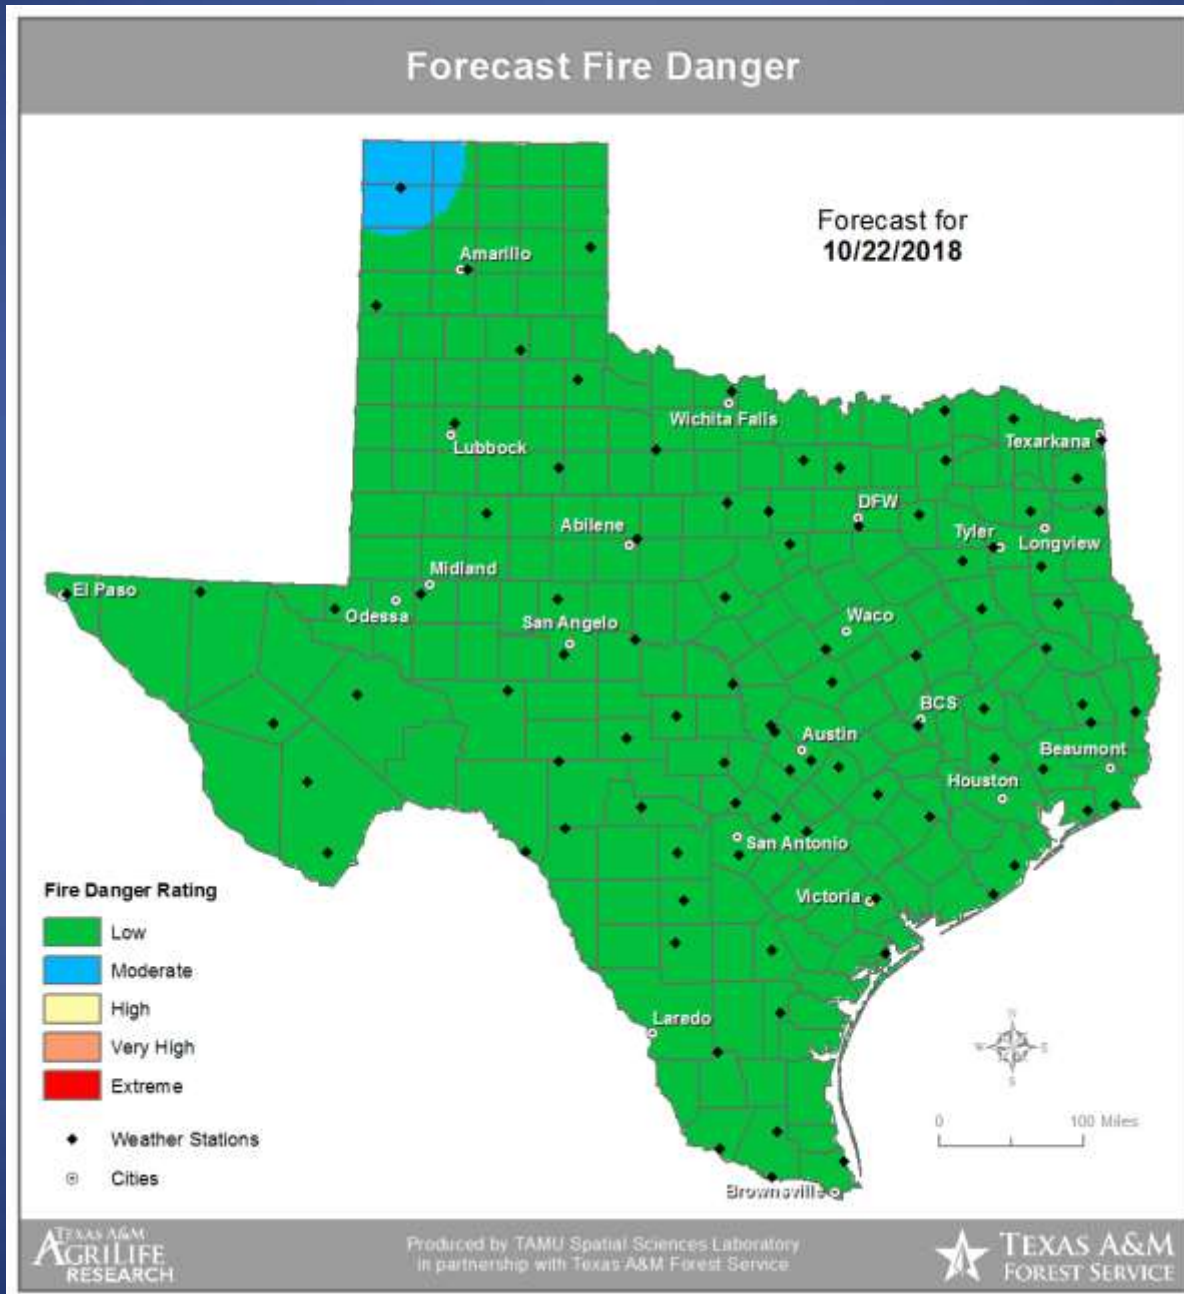 Forecast Fire Danger
Forecast for
10/22/2018
Amarillo
Wichita Falls
Lubbock
Texarkana
DFW
Abilene
Tyler
Longview
Midland
El Paso
Odessa
San Angelo
Waco
BCS
Austin
Beaumont
Houston
San Antonio
Victoria
Laredo
Brownsville
Fire Danger Rating
Low
Moderate
High
Very High
Extreme
Weather Stations
Cities
N
W
S
0 100 Miles
TEXAS A&M
AGRILIFE
RESEARCH
Produced by TAMU Spatial Sciences Laboratory
in partnership with Texas A&M Forest Service
TEXAS A&M
FOREST SERVICE